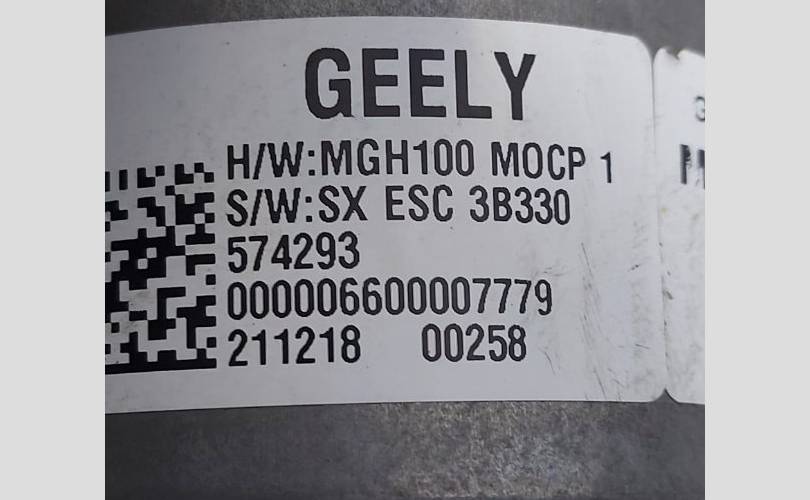 GEELY
H/W:MGH100 MOCP 1
S/W:SX ESC 3B330
574293
000006600007779
211218 00258